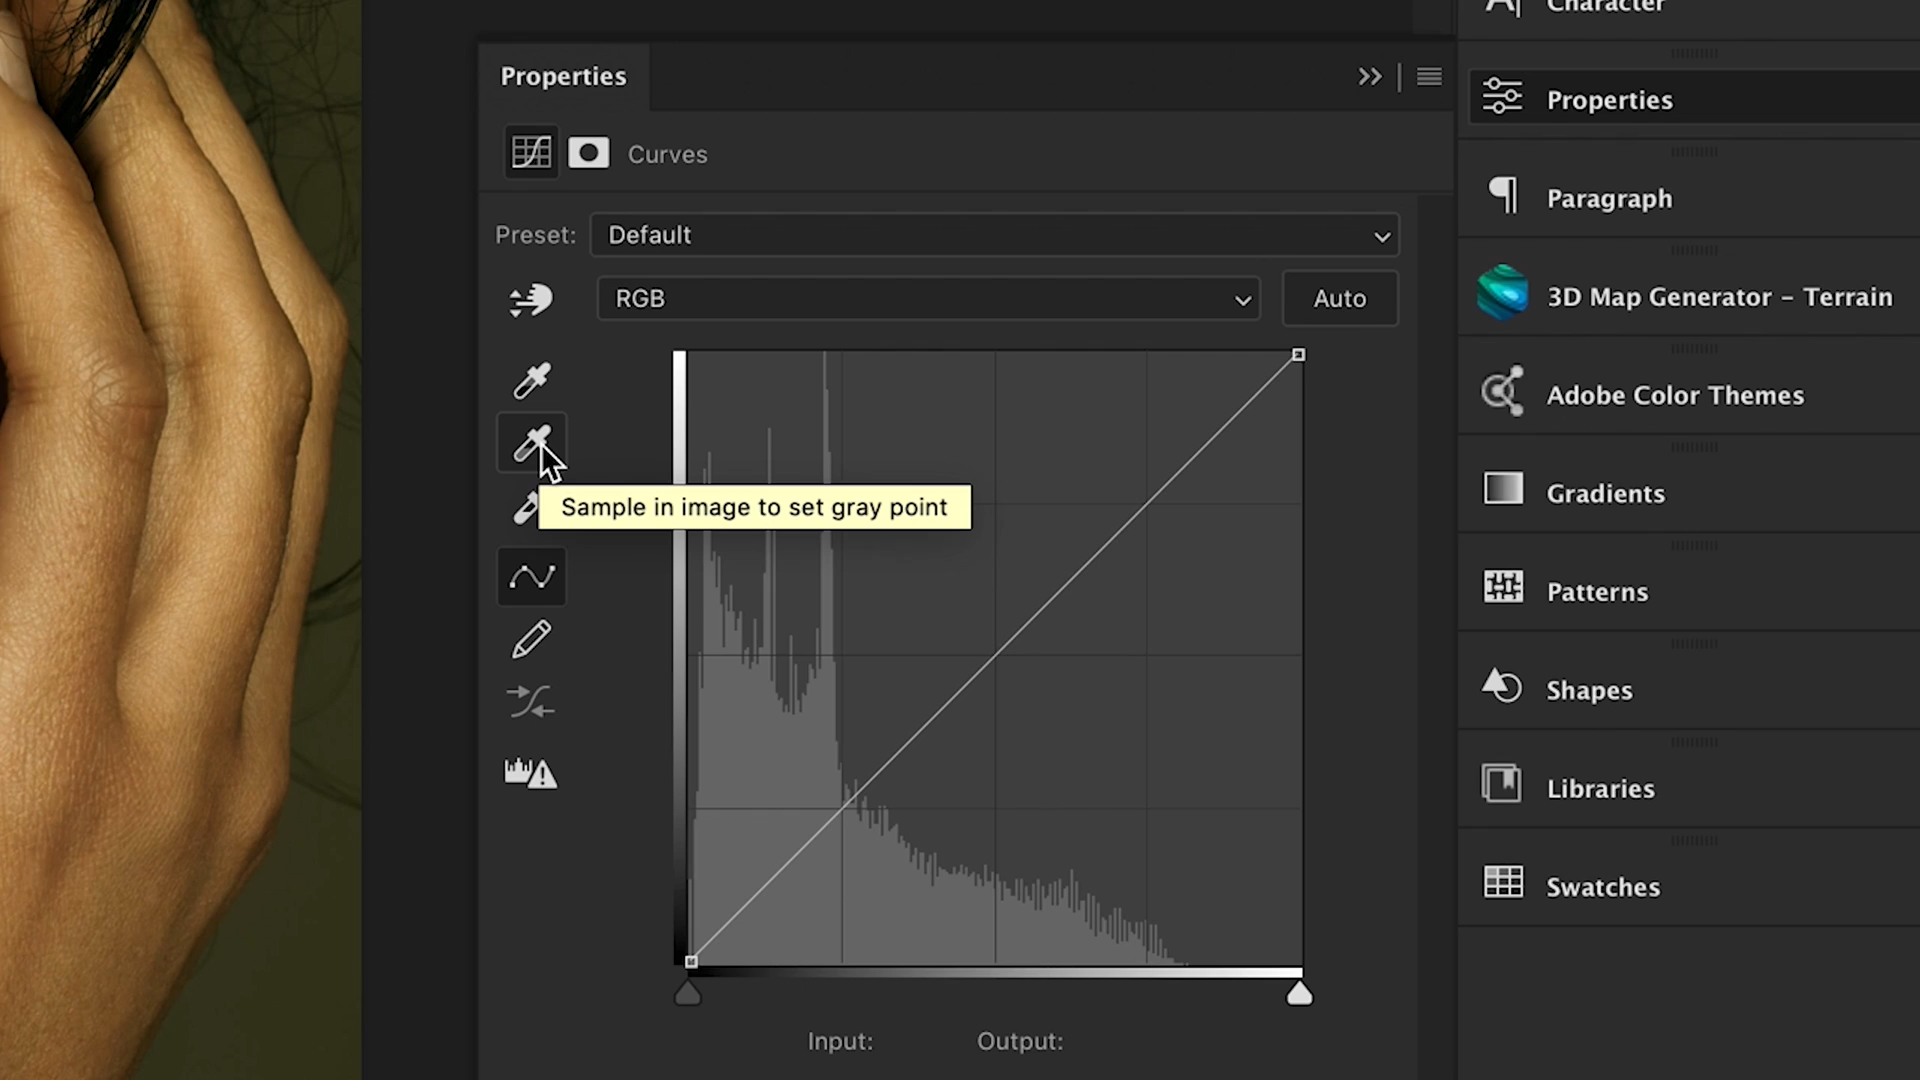 Character
Properties
Properties
Curves
Paragraph
Preset:
Default
RGB
Auto
3D Map Generator – Terrain
Adobe Color Themes
Sample in image to set gray point
Gradients
Patterns
Shapes
Libraries
Swatches
Input:
Output: